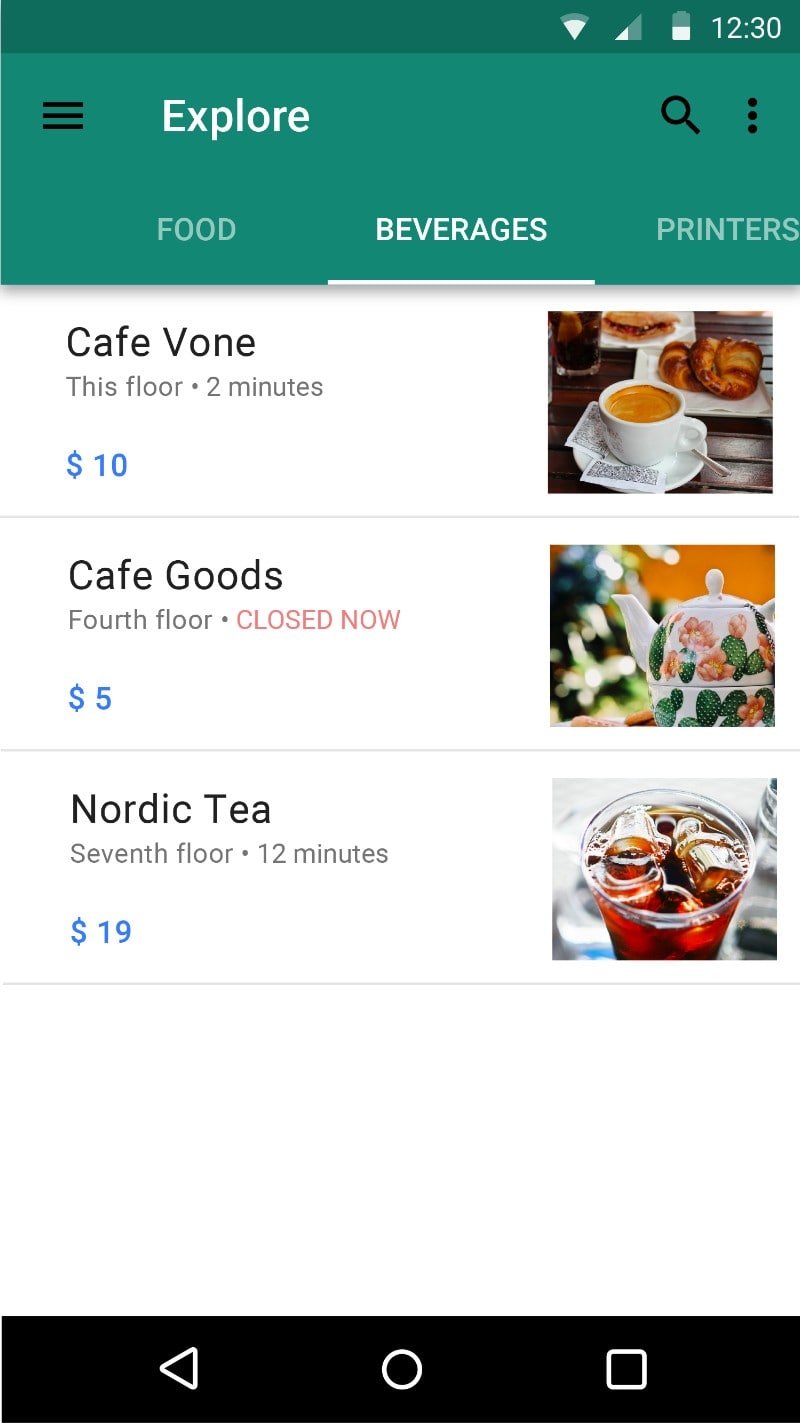 12:30
Explore
FOOD BEVERAGES PRINTERS
Cafe Vone
This floor • 2 minutes
$ 10
Cafe Goods
Fourth floor • CLOSED NOW
$ 5
Nordic Tea
Seventh floor • 12 minutes
$ 19